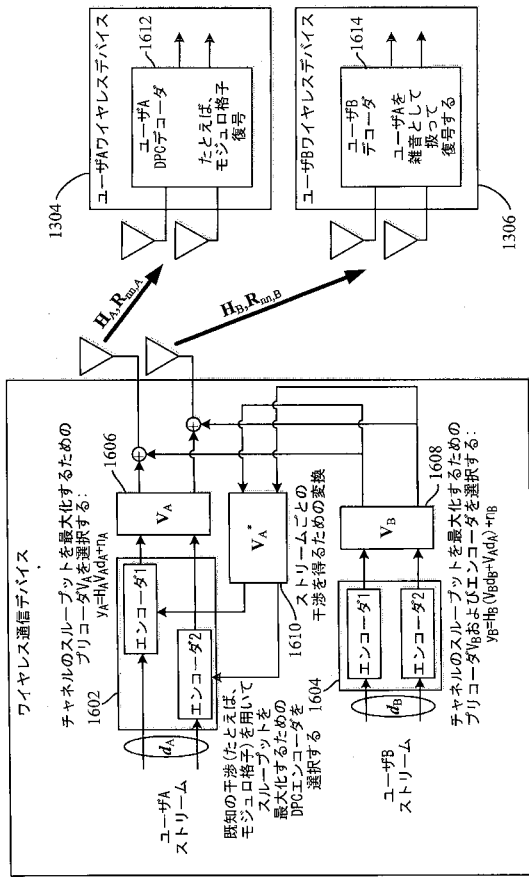 ワイヤレス通信デバイス
チャネルのスループットを最大化するための
プリコーダVAを選択する:
yA=HAVAdA+nA
1602
1606
ユーザA
ストリーム
dA
エンコーダ1
エンコーダ2
VA
既知の干渉(たとえば、
モジュロ格子)を用いて
スループットを
最大化するための
DPCエンコーダを
選択する
VA*
1610
ストリームごとの
干渉を得るための変換
1604
ユーザB
ストリーム
dB
エンコーダ1
エンコーダ2
VB
1608
チャネルのスループットを最大化するための
プリコーダVBおよびエンコーダを選択する:
yB=HB(VBdB+VAdA)+nB
HA,Rnn,A
HB,Rnn,B
1304
ユーザAワイヤレスデバイス
1612
ユーザA
DPCデコーダ
たとえば、
モジュロ格子
復号
ユーザBワイヤレスデバイス
1614
ユーザB
デコーダ
ユーザAを
雑音として
扱って
復号する
1306